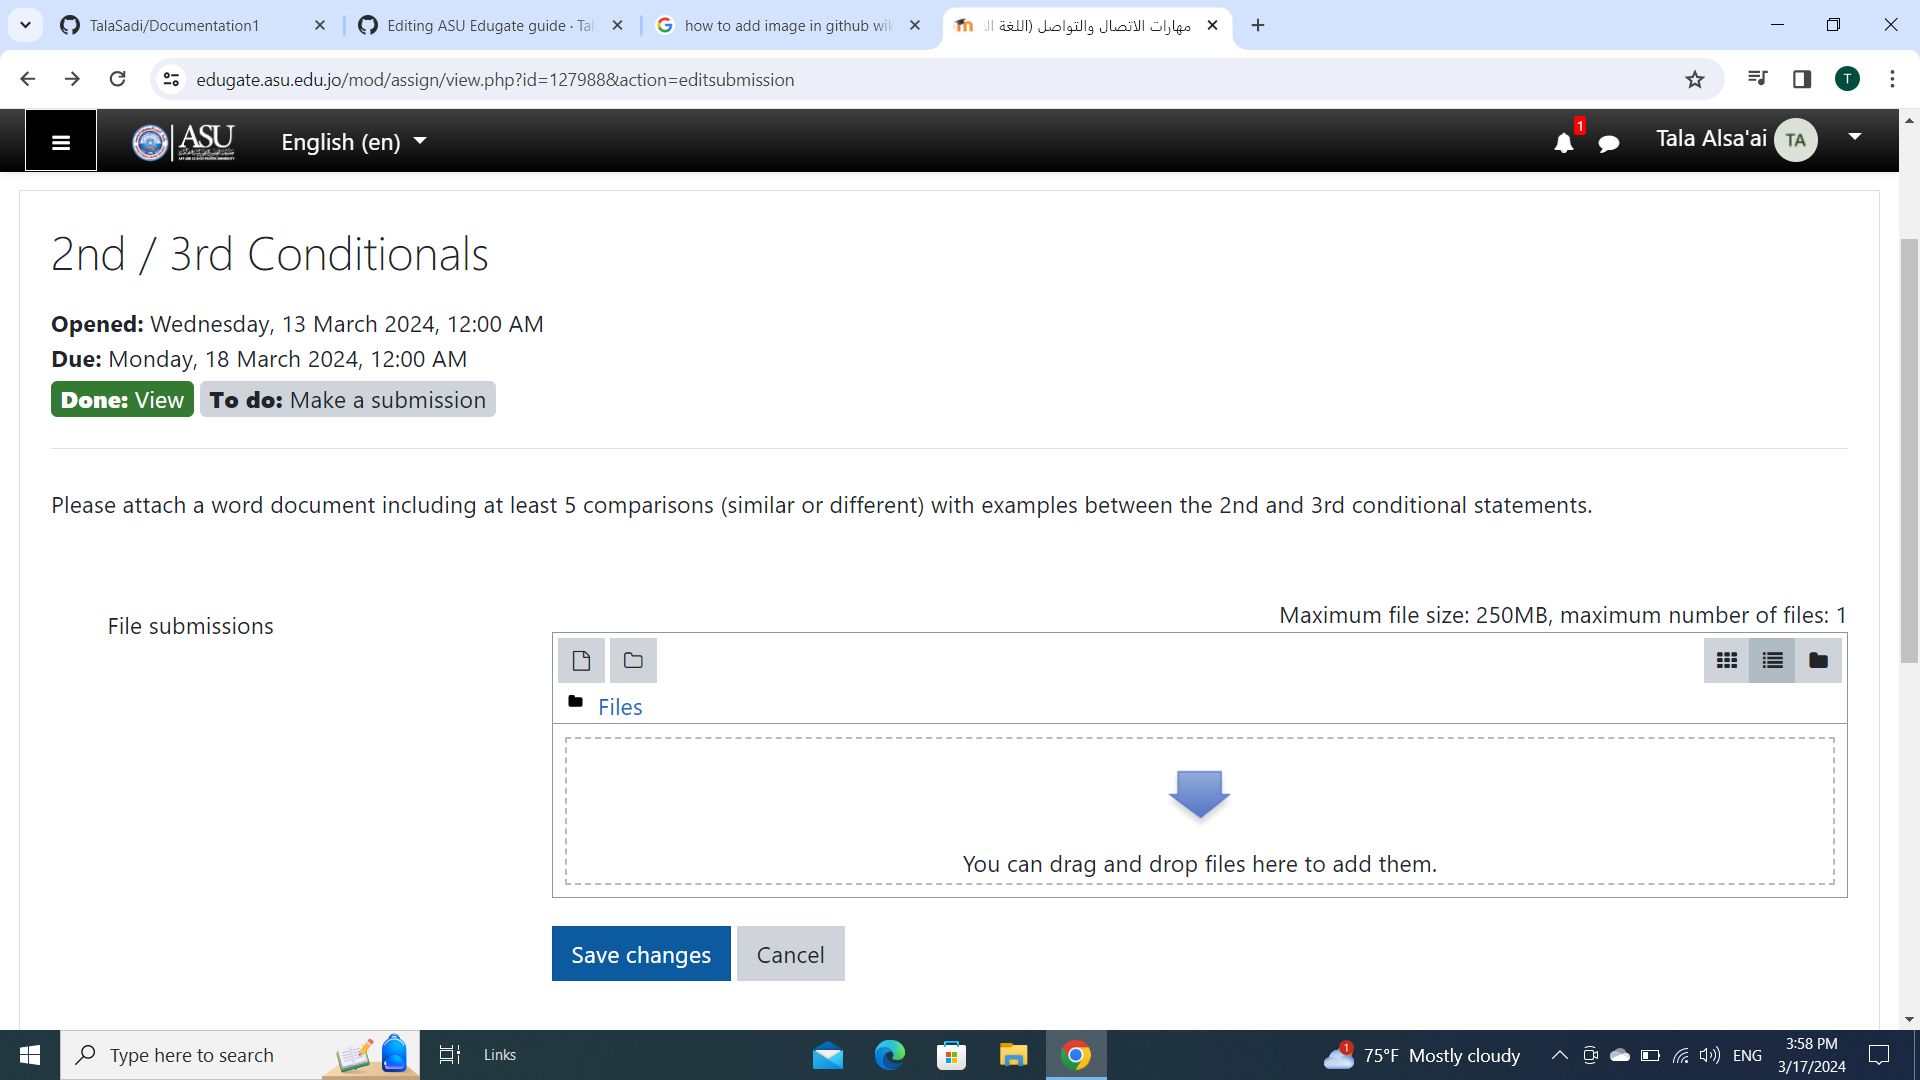 TalaSadi/Documentation1
Editing ASU Edugate guide · Tal
how to add image in github wik
مهارات الاتصال والتواصل (اللغة ال
edugate.asu.edu.jo/mod/assign/view.php?id=127988&action=editsubmission
T
ASU
English (en)
1
Tala Alsa'ai
TA
2nd / 3rd Conditionals
Opened: Wednesday, 13 March 2024, 12:00 AM
Due: Monday, 18 March 2024, 12:00 AM
Done: View To do: Make a submission
Please attach a word document including at least 5 comparisons (similar or different) with examples between the 2nd and 3rd conditional statements.
Maximum file size: 250MB, maximum number of files: 1
File submissions
Files
You can drag and drop files here to add them.
Save changes
Cancel
Type here to search
Links
1
75°F Mostly cloudy
ENG
3:58 PM
3/17/2024